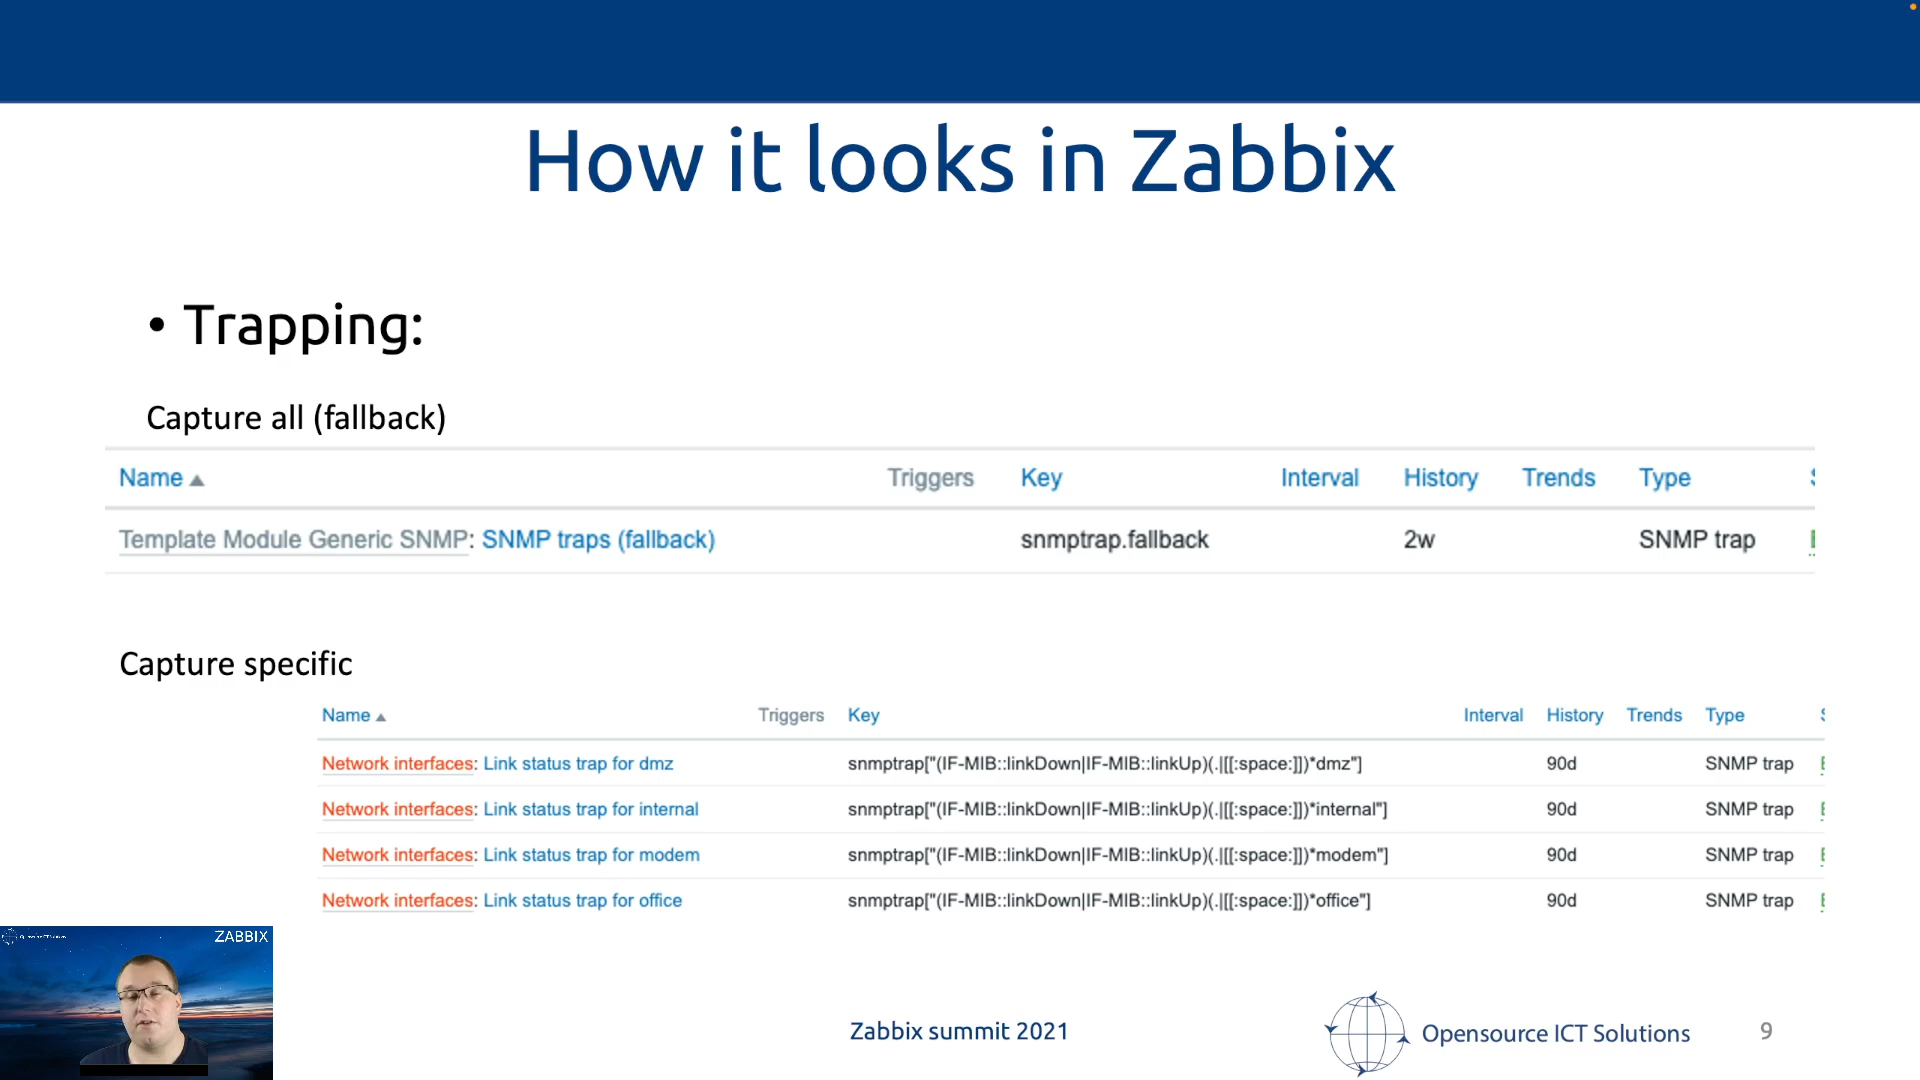 How it looks in Zabbix
• Trapping:
Capture all (fallback)
Name ▲ Triggers Key Interval History Trends Type
Template Module Generic SNMP: SNMP traps (fallback) snmptrap.fallback 2w SNMP trap
Capture specific
Name ▲ Triggers Key Interval History Trends Type
Network interfaces: Link status trap for dmz snmptrap["(IF-MIB::linkDown|IF-MIB::linkUp)(.|[[:space:]])*dmz"] 90d SNMP trap
Network interfaces: Link status trap for internal snmptrap["(IF-MIB::linkDown|IF-MIB::linkUp)(.|[[:space:]])*internal"] 90d SNMP trap
Network interfaces: Link status trap for modem snmptrap["(IF-MIB::linkDown|IF-MIB::linkUp)(.|[[:space:]])*modem"] 90d SNMP trap
Network interfaces: Link status trap for office snmptrap["(IF-MIB::linkDown|IF-MIB::linkUp)(.|[[:space:]])*office"] 90d SNMP trap
ZABBIX
Zabbix summit 2021
Opensource ICT Solutions
9